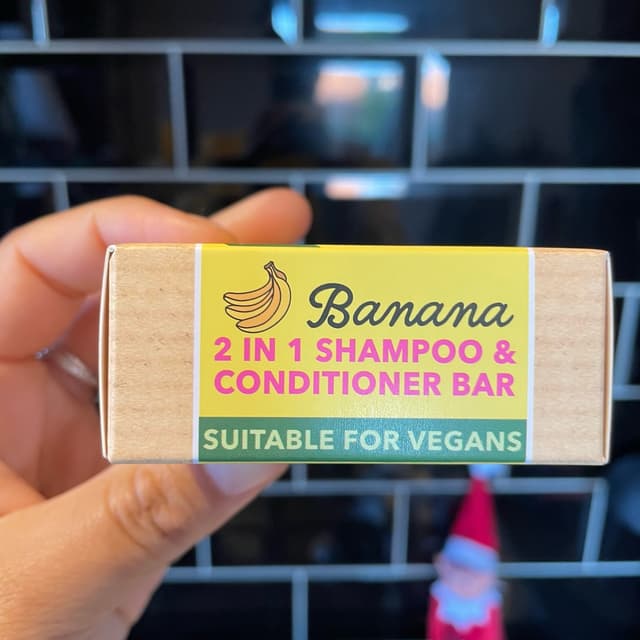 Banana
2 IN 1 SHAMPOO &
CONDITIONER BAR
SUITABLE FOR VEGANS